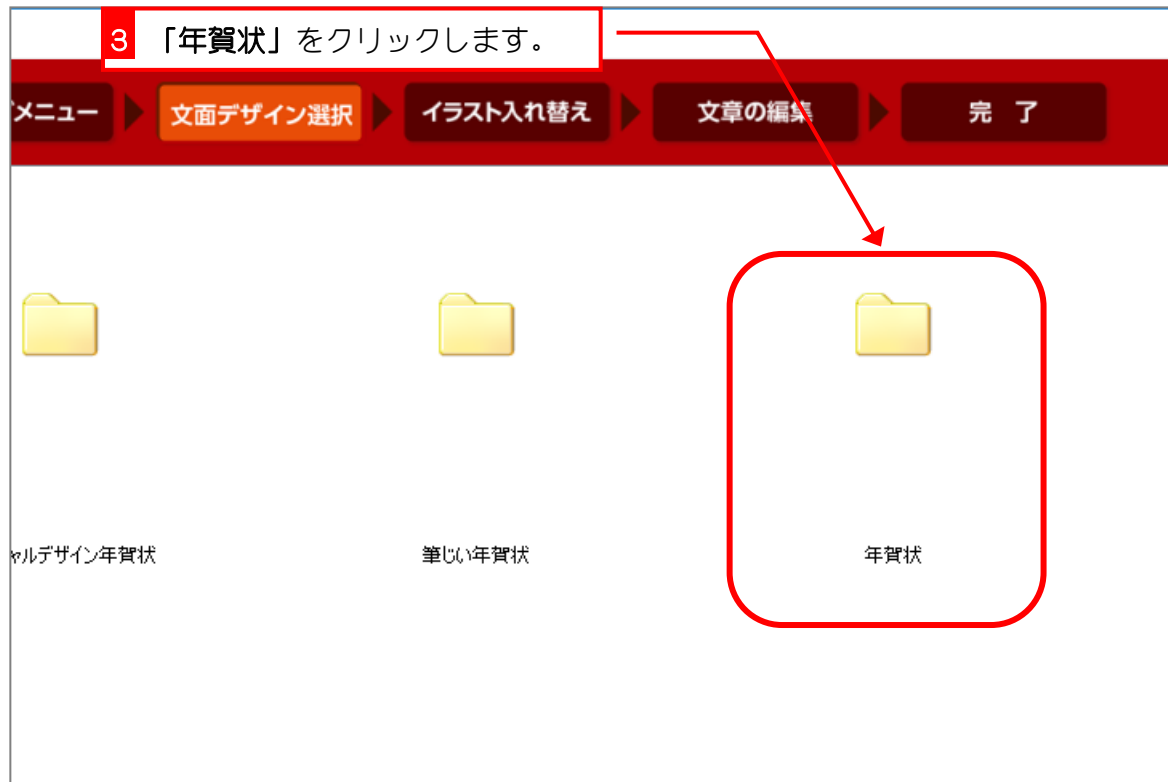 3 「年賀状」をクリックします。
メニュー 文面デザイン選択 イラスト入れ替え 文章の編集 完 了
ャルデザイン年賀状 筆じい年賀状 年賀状